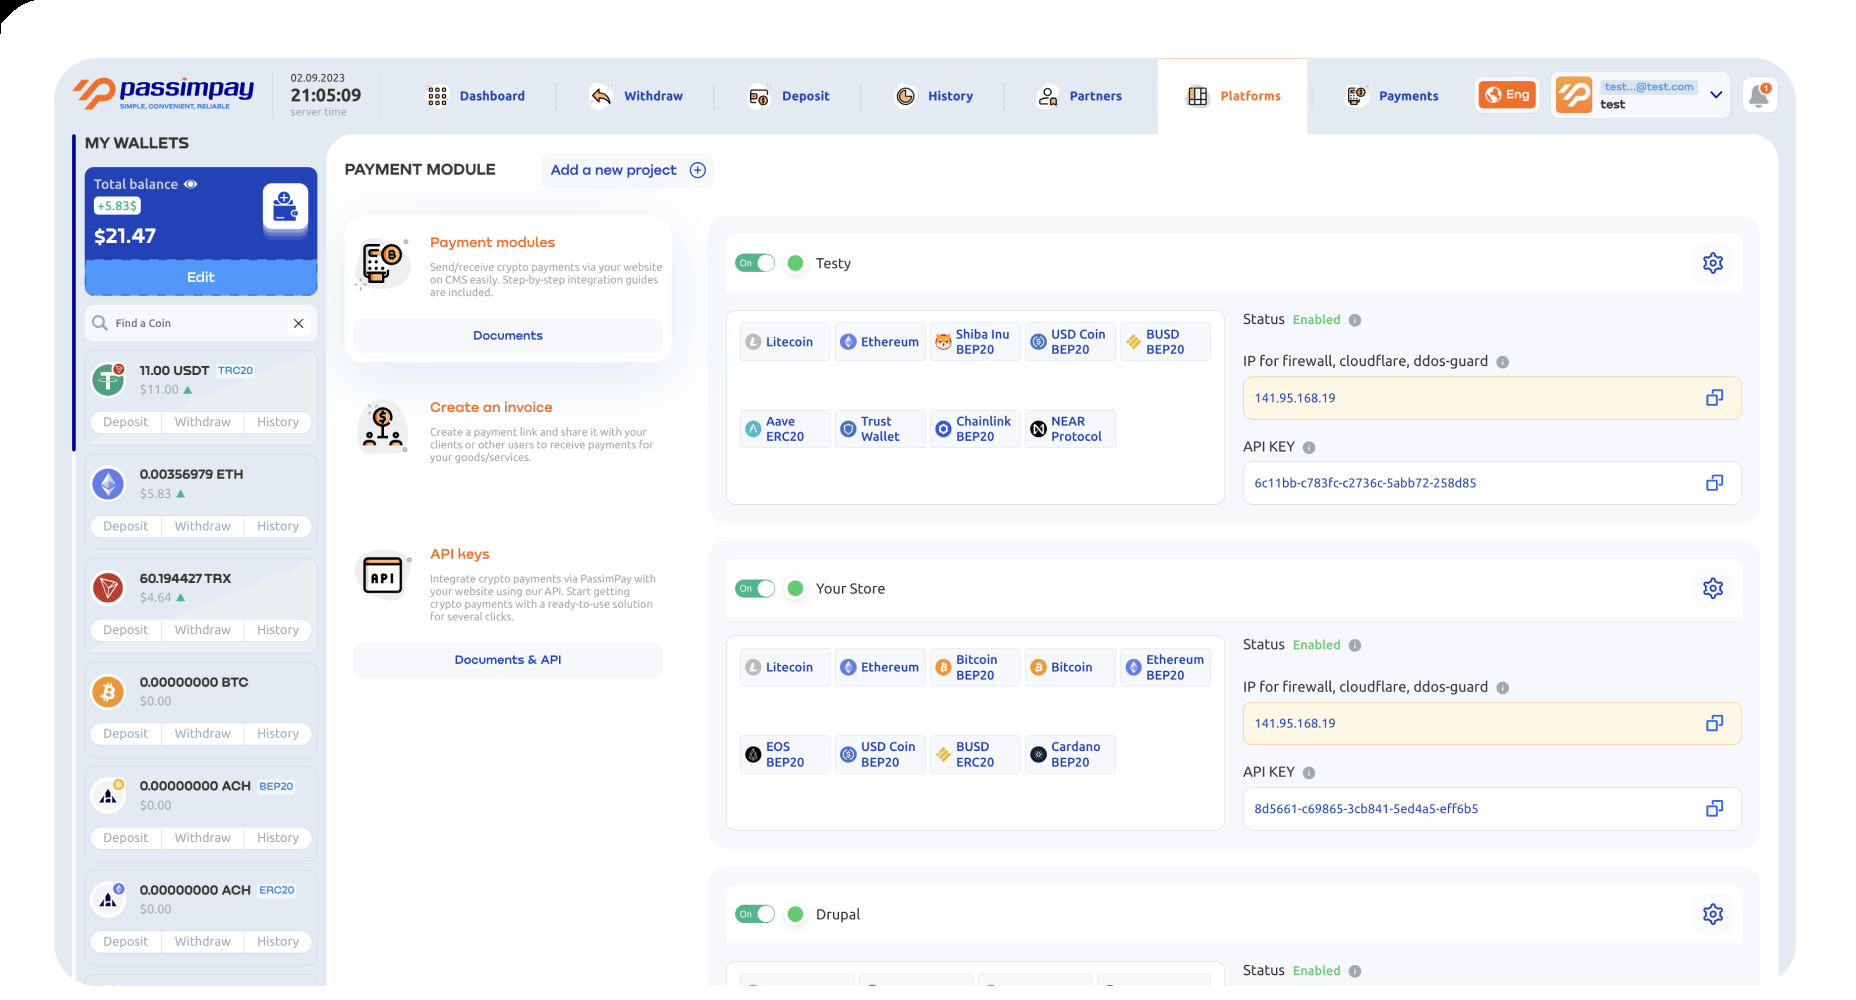 passimpay
SIMPLE, CONVENIENT, RELIABLE
02.09.2023
21:05:09
server time
Dashboard
Withdraw
Deposit
History
Partners
Platforms
Payments
Eng
test...@test.com
test
1
MY WALLETS
Total balance
+5.83$
$21.47
Edit
Find a Coin
11.00 USDT TRC20
$11.00
Deposit Withdraw History
0.00356979 ETH
$5.83
Deposit Withdraw History
60.194427 TRX
$4.64
Deposit Withdraw History
0.00000000 BTC
$0.00
Deposit Withdraw History
0.00000000 ACH BEP20
$0.00
Deposit Withdraw History
0.00000000 ACH ERC20
$0.00
Deposit Withdraw History
PAYMENT MODULE
Add a new project
Payment modules
Send/receive crypto payments via your website
on CMS easily. Step-by-step integration guides
are included.
Documents
Create an invoice
Create a payment link and share it with your
clients or other users to receive payments for
your goods/services.
API
API keys
Integrate crypto payments via PassimPay with
your website using our API. Start getting
crypto payments with a ready-to-use solution
for several clicks.
Documents & API
On
Testy
Litecoin
Ethereum
Shiba Inu
BEP20
USD Coin
BEP20
BUSD
BEP20
Aave
ERC20
Trust
Wallet
Chainlink
BEP20
NEAR
Protocol
Status Enabled
IP for firewall, cloudflare, ddos-guard
141.95.168.19
API KEY
6c11bb-c783fc-c2736c-5abb72-258d85
On
Your Store
Litecoin
Ethereum
Bitcoin
BEP20
Bitcoin
Ethereum
BEP20
EOS
BEP20
USD Coin
BEP20
BUSD
ERC20
Cardano
BEP20
Status Enabled
IP for firewall, cloudflare, ddos-guard
141.95.168.19
API KEY
8d5661-c69865-3cb841-5ed4a5-eff6b5
On
Drupal
Status Enabled